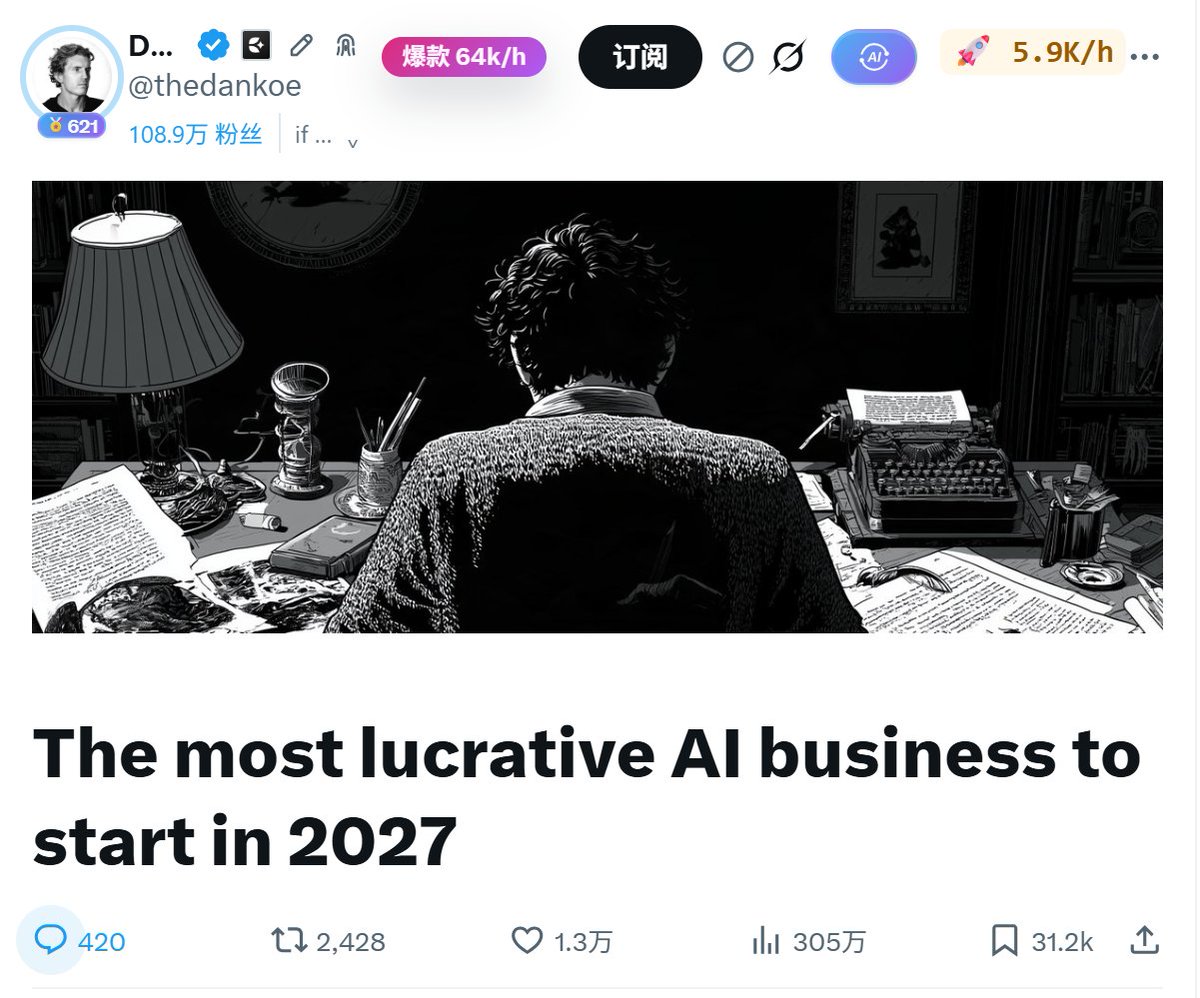 D...
爆款 64k/h
订阅
AI
🚀 5.9K/h
@thedankoe
621
108.9万 粉丝
if ...
The most lucrative AI business to
start in 2027
420
2,428
1.3万
305万
31.2k